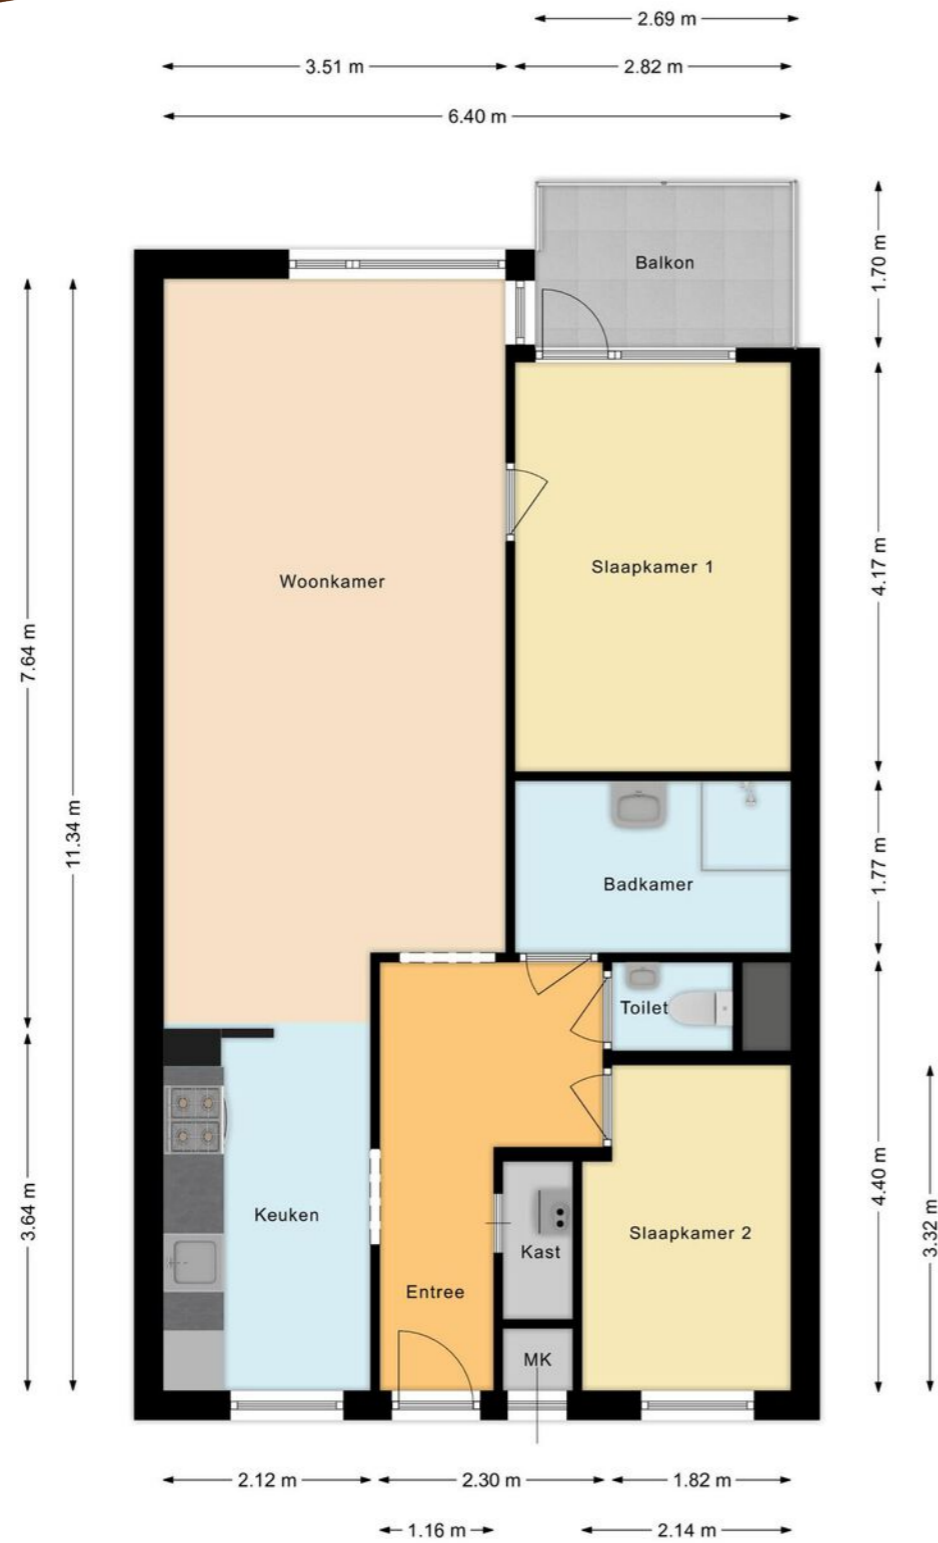 2.69 m
3.51 m
2.82 m
6.40 m
Balkon
1.70 m
Woonkamer
Slaapkamer 1
4.17 m
7.64 m
11.34 m
Badkamer
1.77 m
Toilet
Keuken
Kast
Slaapkamer 2
Entree
MK
3.64 m
4.40 m
3.32 m
2.12 m
2.30 m
1.82 m
1.16 m
2.14 m